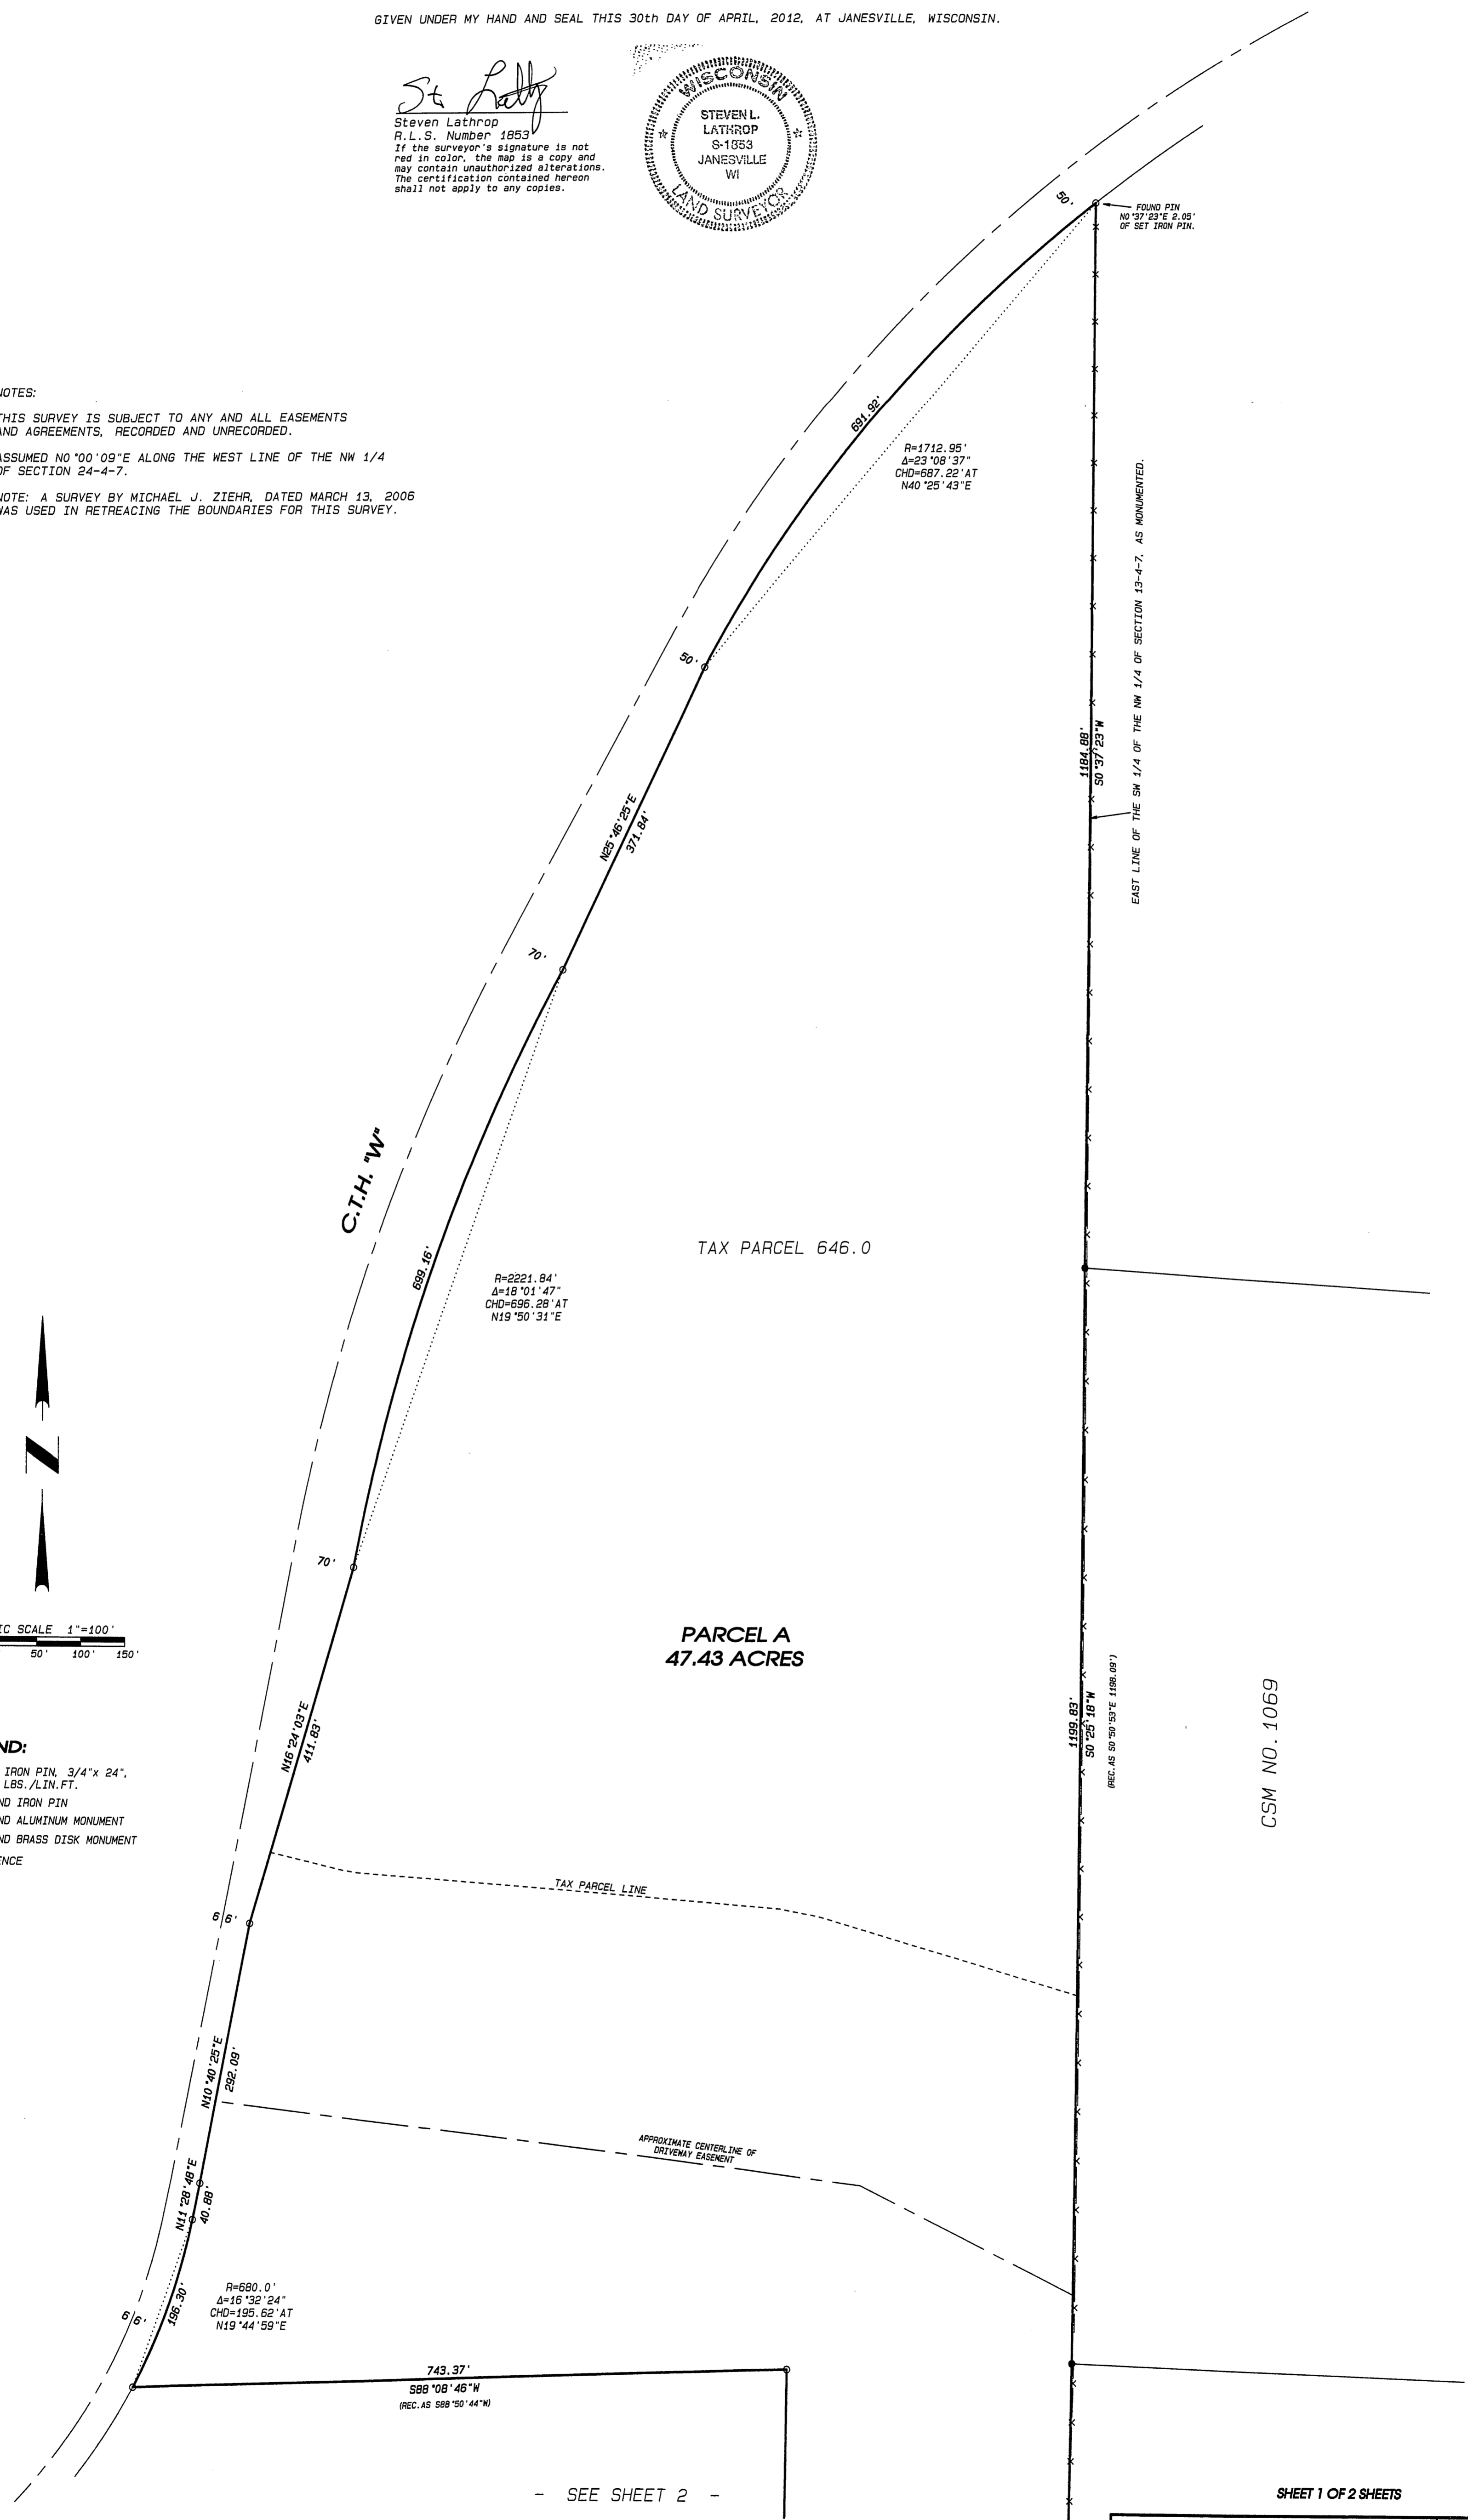 GIVEN UNDER MY HAND AND SEAL THIS 30th DAY OF APRIL, 2012, AT JANESVILLE, WISCONSIN.
Steven Lathrop
R.L.S. Number 1853
If the surveyor's signature is not
red in color, the map is a copy and
may contain unauthorized alterations.
The certification contained hereon
shall not apply to any copies.
WISCONSIN
STEVEN L.
LATHROP
S-1853
JANESVILLE
WI
LAND SURVEYOR
50'
FOUND PIN
N0°37'23"E 2.05'
OF SET IRON PIN.
NOTES:
THIS SURVEY IS SUBJECT TO ANY AND ALL EASEMENTS
AND AGREEMENTS, RECORDED AND UNRECORDED.
ASSUMED N0°00'09"E ALONG THE WEST LINE OF THE NW 1/4
OF SECTION 24-4-7.
NOTE: A SURVEY BY MICHAEL J. ZIEHR, DATED MARCH 13, 2006
WAS USED IN RETREACING THE BOUNDARIES FOR THIS SURVEY.
691.92'
R=1712.95'
Δ=23°08'37"
CHD=687.22'AT
N40°25'43"E
EAST LINE OF THE SW 1/4 OF THE NW 1/4 OF SECTION 13-4-7, AS MONUMENTED.
50'
1184.88'
S0°37'23"W
N25°46'25"E
371.84'
70'
C.T.H. "W"
699.16'
TAX PARCEL 646.0
R=2221.84'
Δ=18°01'47"
CHD=696.28'AT
N19°50'31"E
N
70'
IC SCALE 1"=100'
50' 100' 150'
PARCEL A
47.43 ACRES
N16°24'03"E
411.83'
1199.83'
S0°25'18"W
(REC.AS S0°50'53"E 1198.09')
CSM NO. 1069
ND:
IRON PIN, 3/4"x 24",
LBS./LIN.FT.
ND IRON PIN
ND ALUMINUM MONUMENT
ND BRASS DISK MONUMENT
ENCE
TAX PARCEL LINE
66'
N10°40'25"E
292.09'
APPROXIMATE CENTERLINE OF
DRIVEWAY EASEMENT
N11°28'48"E
40.88'
196.30'
R=680.0'
Δ=16°32'24"
CHD=195.62'AT
N19°44'59"E
66'
743.37'
S88°08'46"W
(REC.AS S88°50'44"W)
- SEE SHEET 2 -
SHEET 1 OF 2 SHEETS